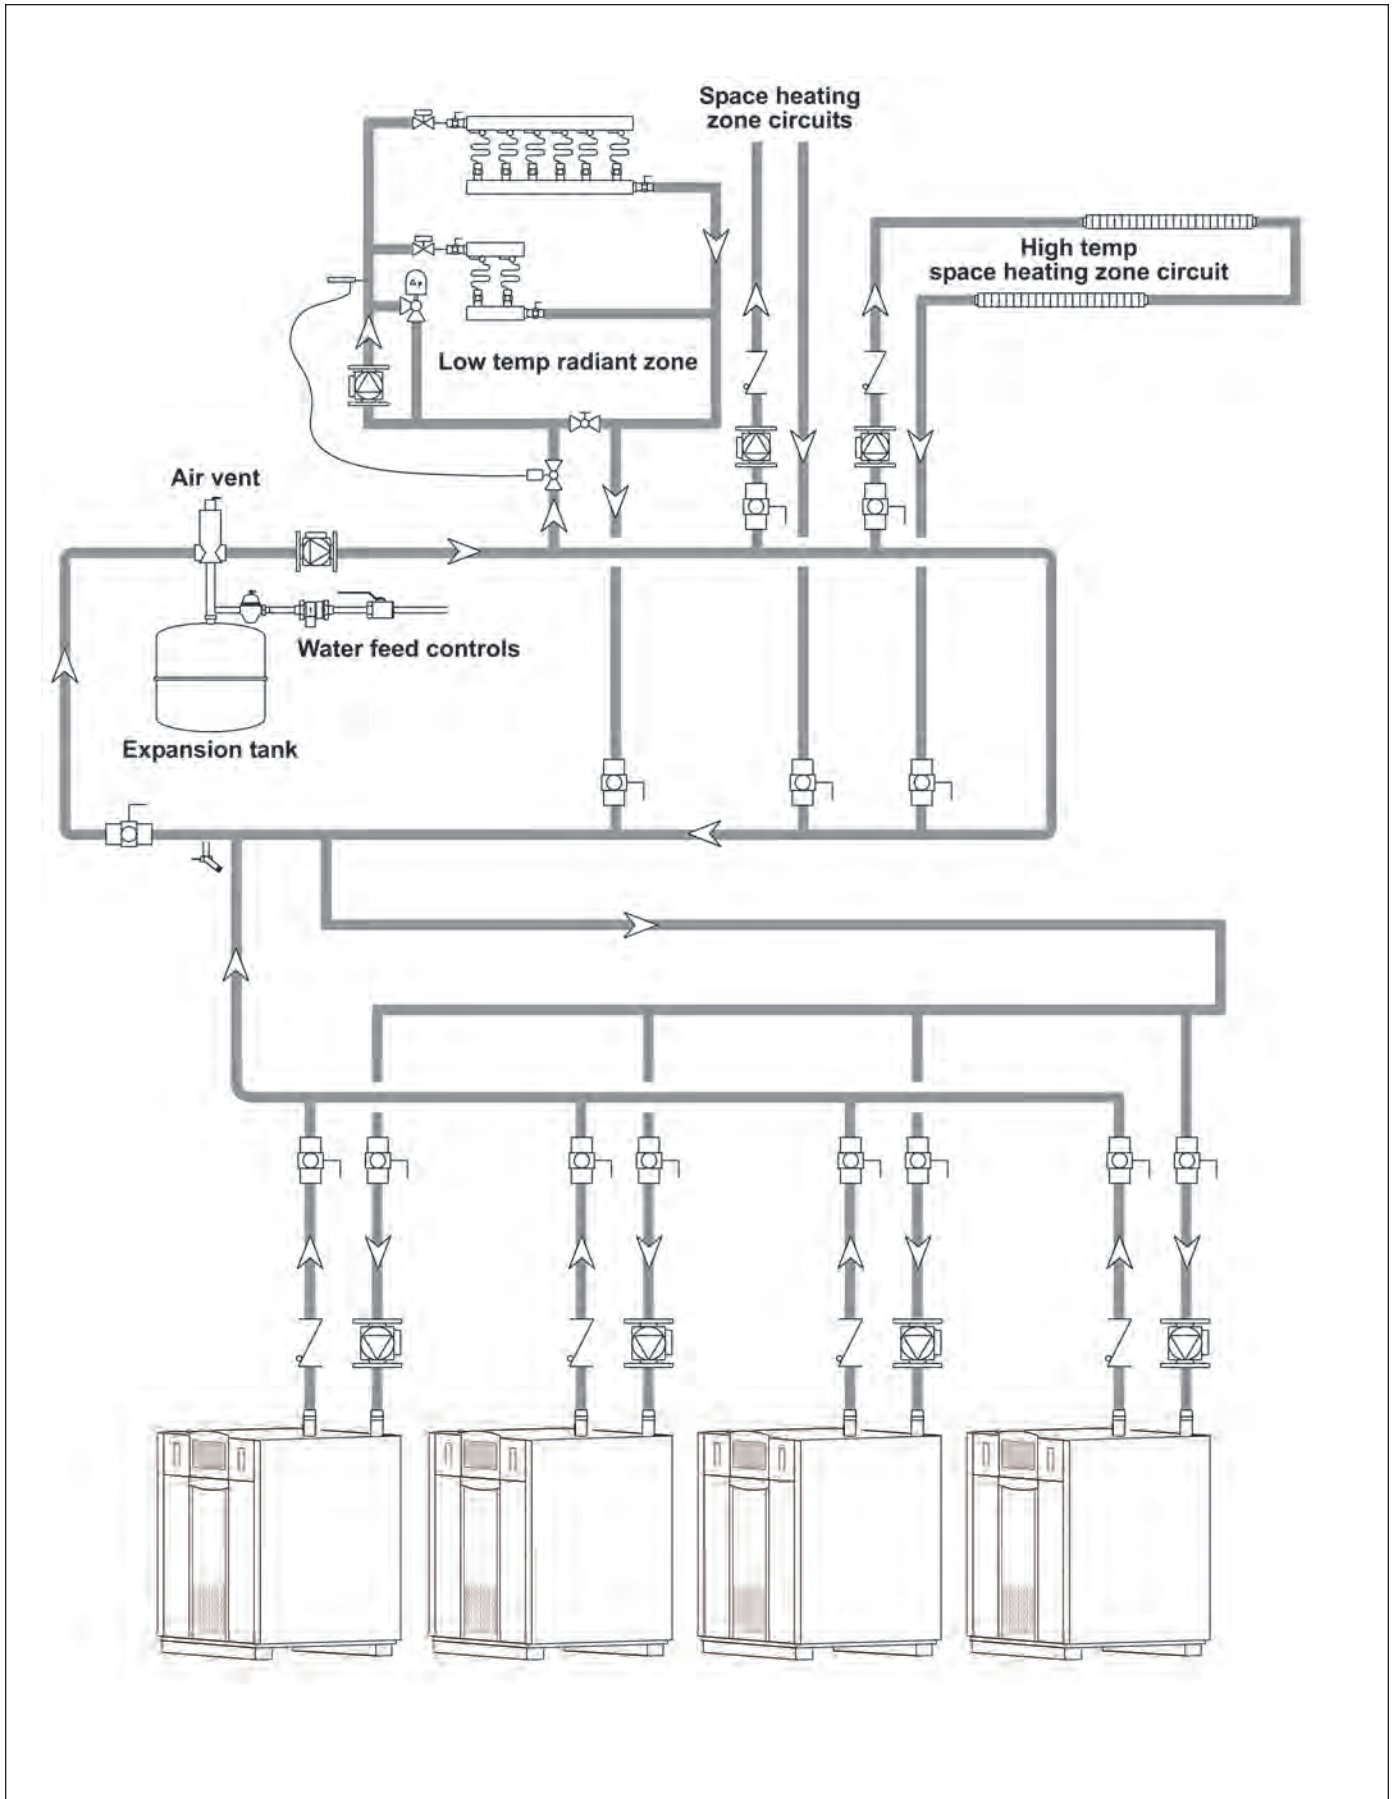 Space heating
zone circuits
High temp
space heating zone circuit
Δp
Low temp radiant zone
Air vent
Water feed controls
Expansion tank